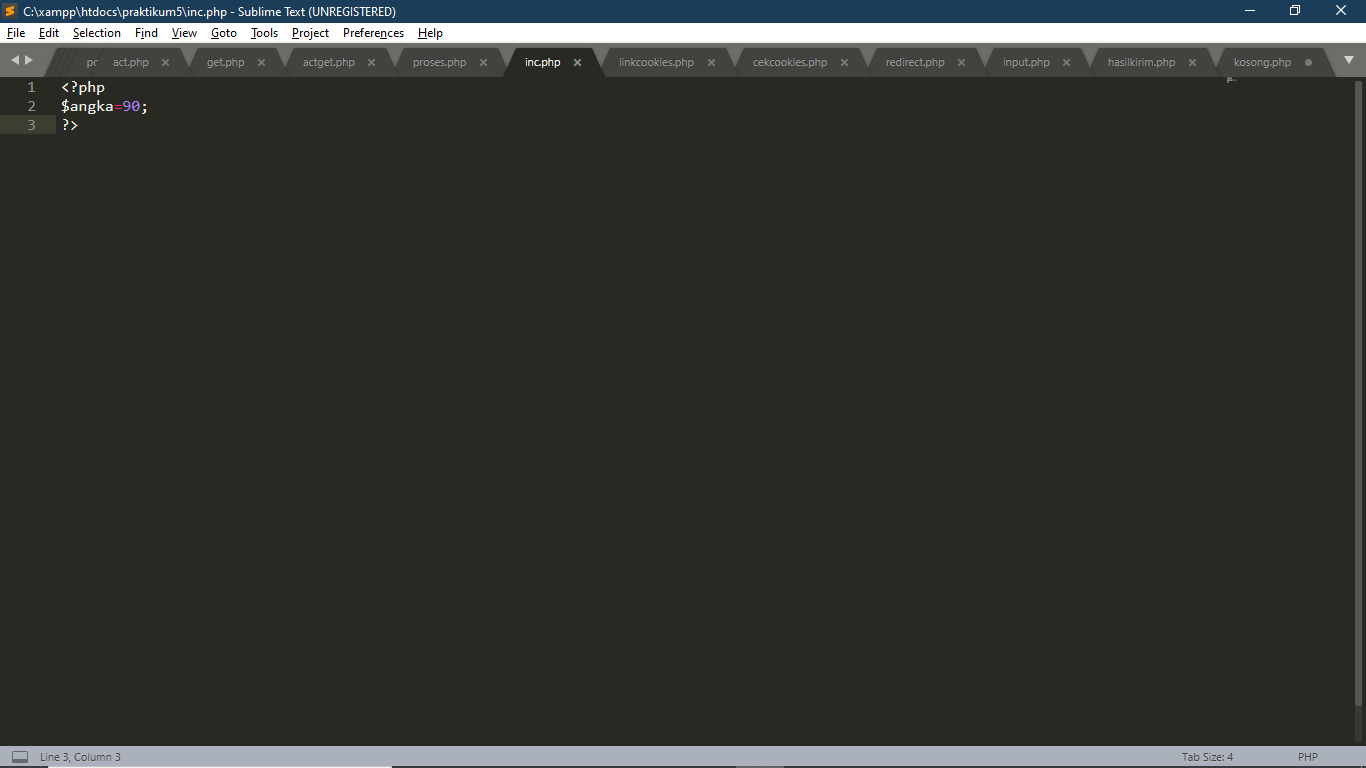 C:\xampp\htdocs\praktikum5\inc.php - Sublime Text (UNREGISTERED)
File Edit Selection Find View Goto Tools Project Preferences Help
pr act.php get.php actget.php proses.php inc.php linkcookies.php cekcookies.php redirect.php input.php hasilkirim.php kosong.php
1 <?php
2 $angka=90;
3 ?>
Line 3, Column 3 Tab Size: 4 PHP